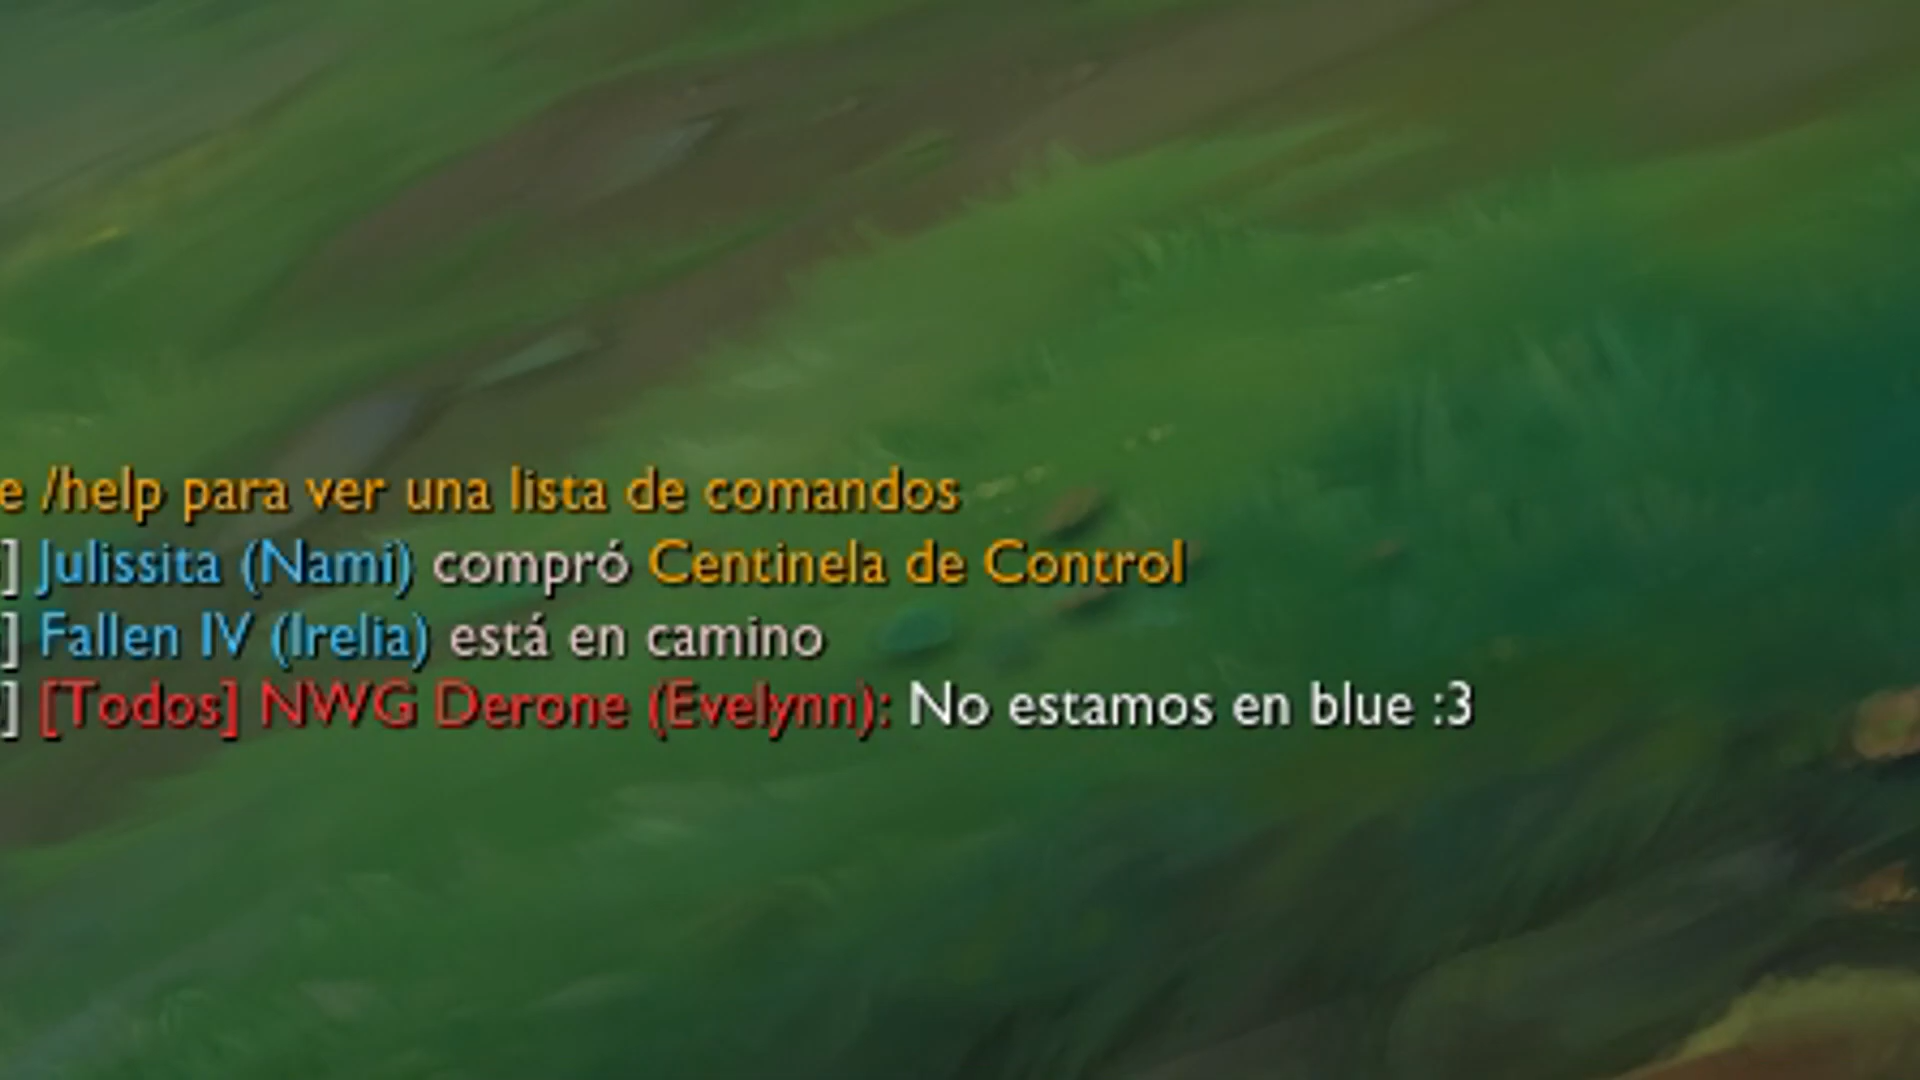 e /help para ver una lista de comandos
] Julissita (Nami) compró Centinela de Control
] Fallen IV (Irelia) está en camino
] [Todos] NWG Derone (Evelynn): No estamos en blue :3